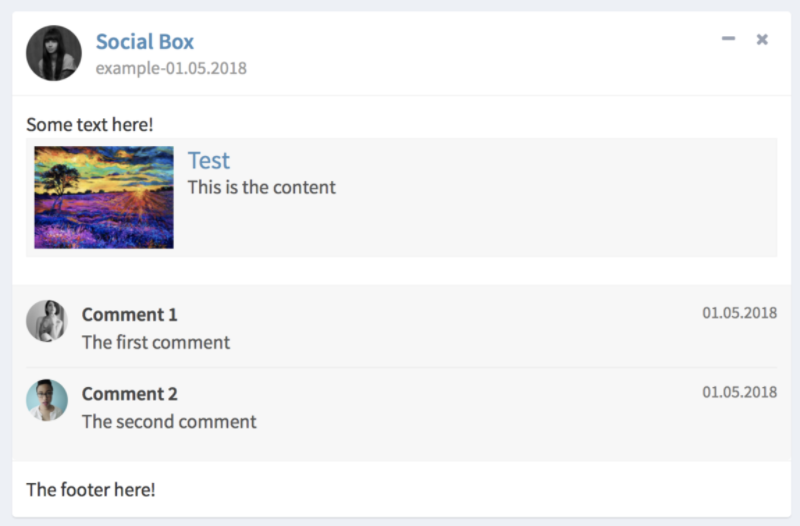 Social Box
example-01.05.2018
Some text here!
Test
This is the content
Comment 1 01.05.2018
The first comment
Comment 2 01.05.2018
The second comment
The footer here!